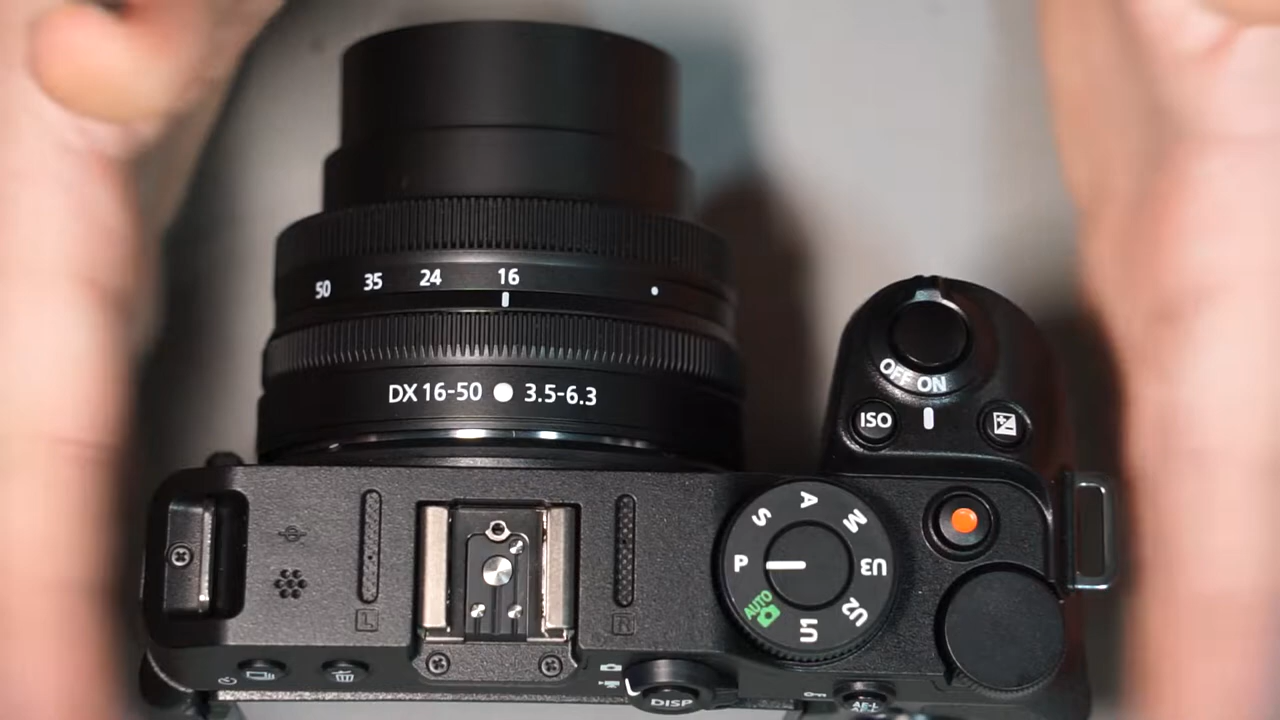 50 35 24 16
DX 16-50 3.5-6.3
OFF ON
ISO
A
S M
P U3
AUTO U2
U1
L R
DISP
AE-L